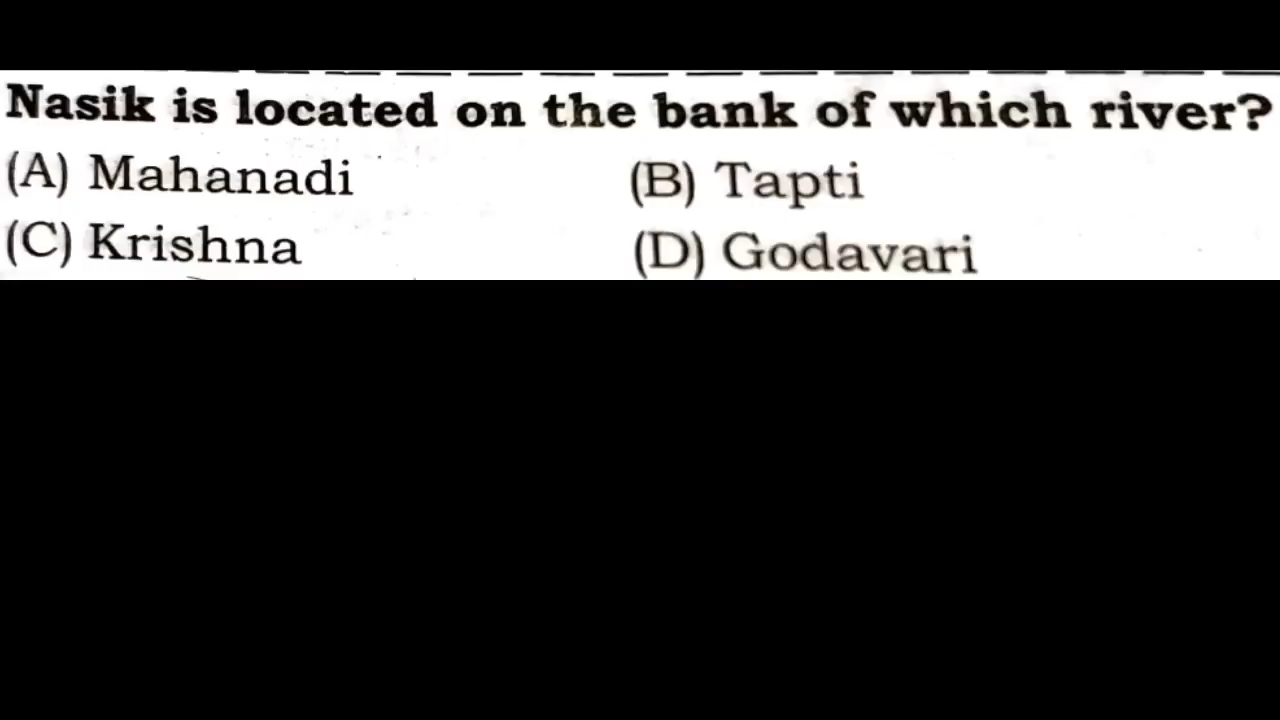 Nasik is located on the bank of which river?
(A) Mahanadi (B) Tapti
(C) Krishna (D) Godavari